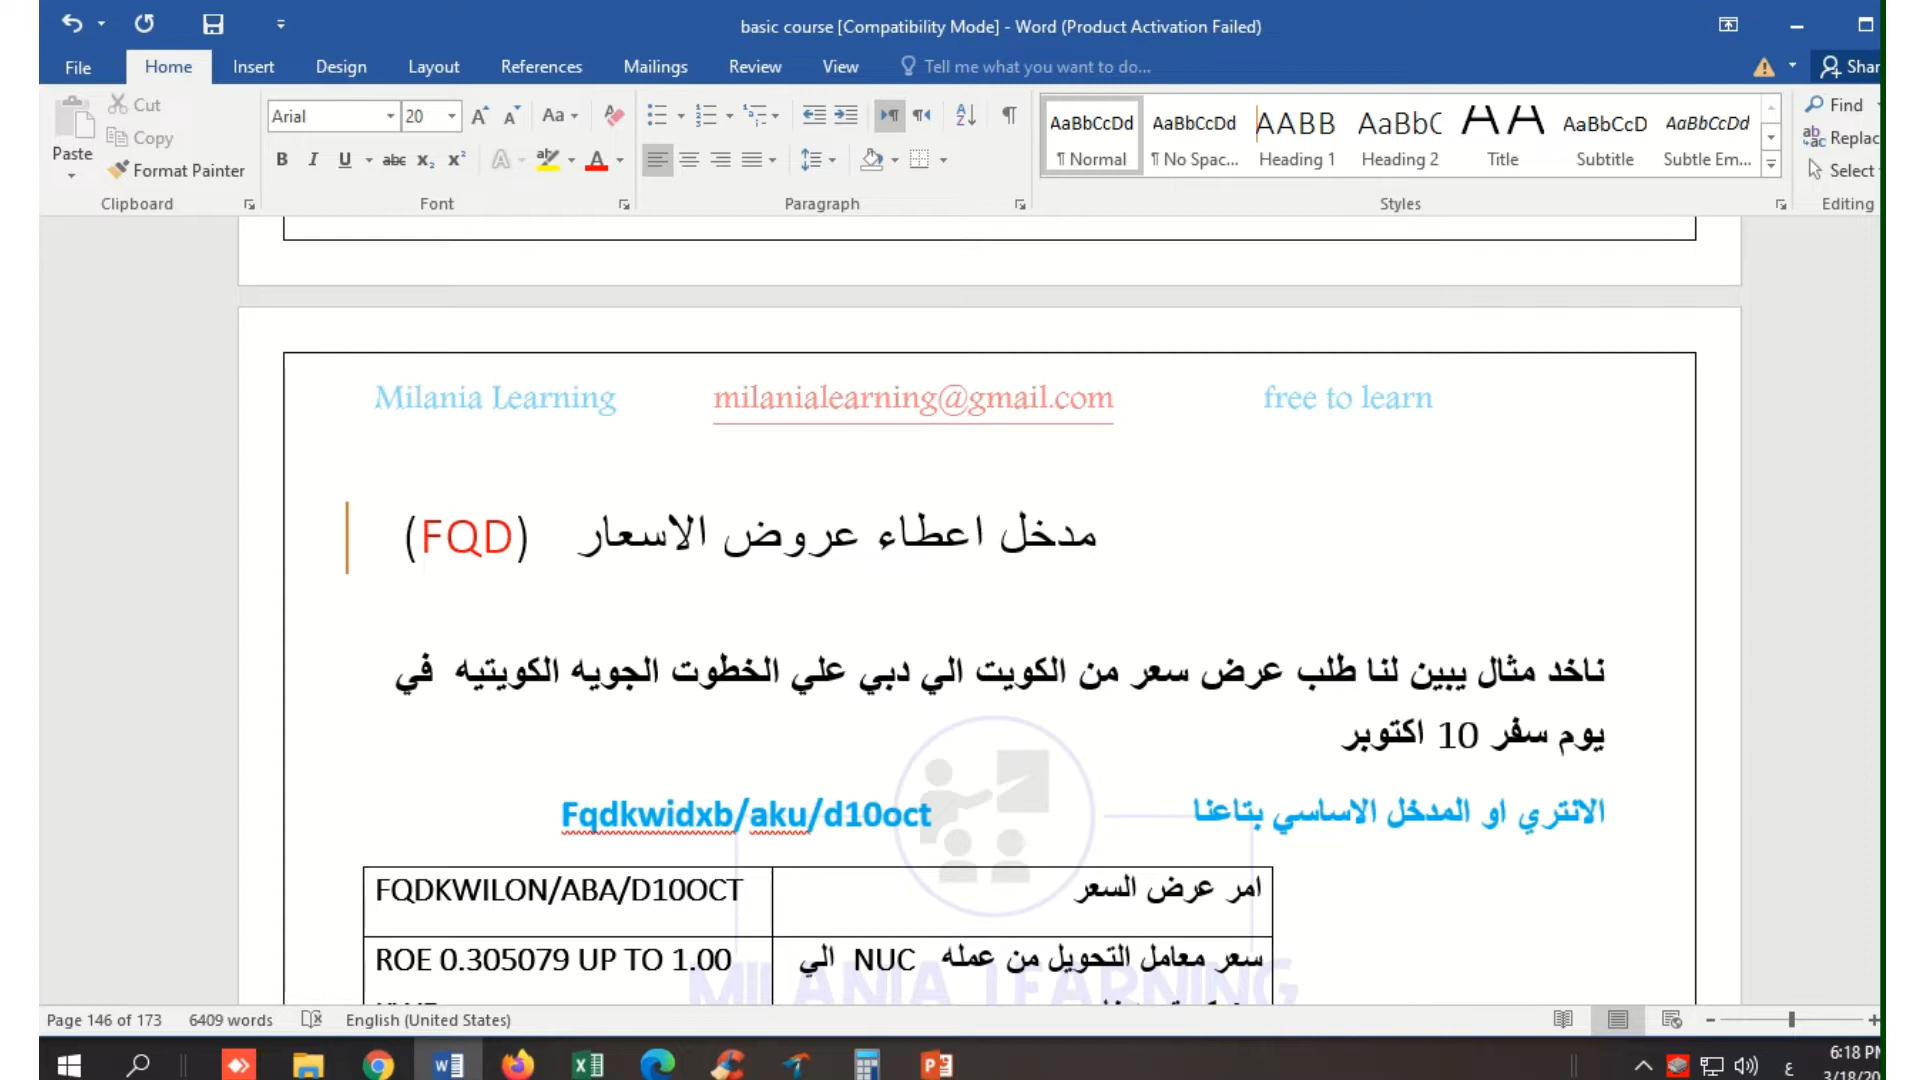 basic course [Compatibility Mode] - Word (Product Activation Failed)
File Home Insert Design Layout References Mailings Review View Tell me what you want to do...
Paste
Cut
Copy
Format Painter
Clipboard
Arial 20
Font
Paragraph
AaBbCcDd AaBbCcDd AABB AaBbC AA AaBbCcD AaBbCcDd
¶ Normal ¶ No Spac... Heading 1 Heading 2 Title Subtitle Subtle Em...
Styles
Find
Replac
Select
Editing
Milania Learning milanialearning@gmail.com free to learn
مدخل اعطاء عروض الاسعار (FQD)
ناخد مثال يبين لنا طلب عرض سعر من الكويت الي دبي علي الخطوت الجويه الكويتيه في
يوم سفر 10 اكتوبر
الانتري او المدخل الاساسي بتاعنا Fqdkwidxb/aku/d10oct
FQDKWILON/ABA/D10OCT امر عرض السعر
ROE 0.305079 UP TO 1.00 سعر معامل التحويل من عمله NUC الي
MILANIA LEARNING
Page 146 of 173 6409 words English (United States)
6:18 PM
3/18/20